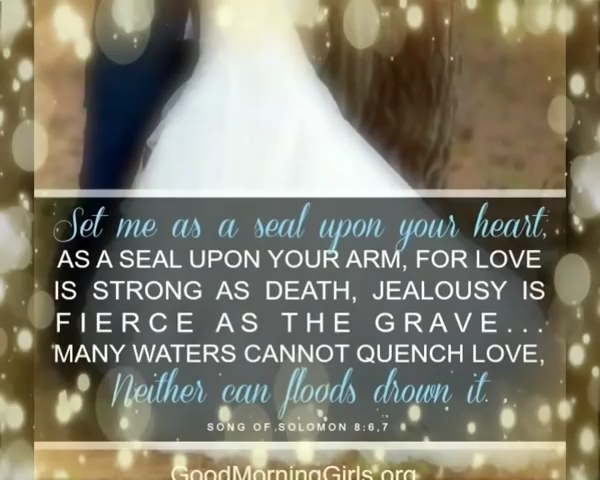 Set me as a seal upon your heart,
AS A SEAL UPON YOUR ARM, FOR LOVE
IS STRONG AS DEATH, JEALOUSY IS
FIERCE AS THE GRAVE...
MANY WATERS CANNOT QUENCH LOVE,
Neither can floods drown it.
SONG OF SOLOMON 8:6,7
GoodMorningGirls.org